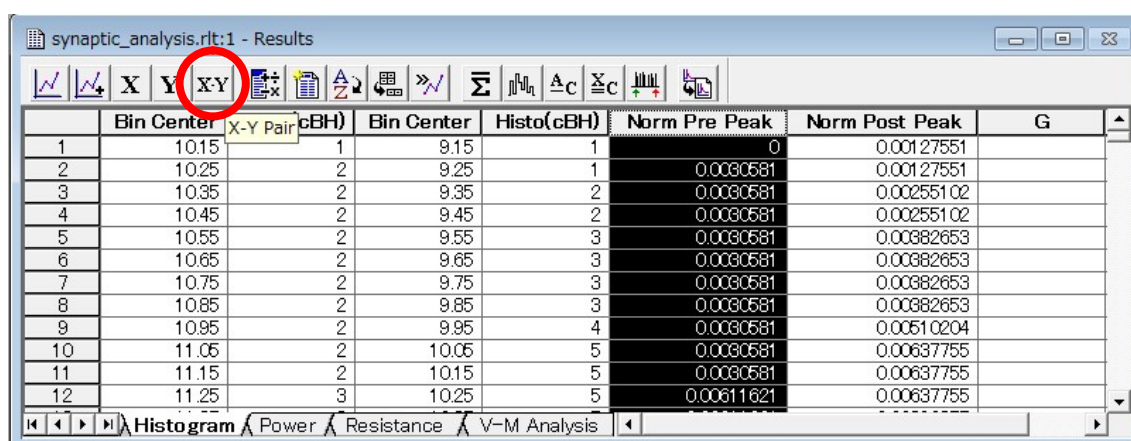 synaptic_analysis.rlt:1 - Results
X Y X-Y Σ Ac Xc
Bin Center (cBH) Bin Center Histo(cBH) Norm Pre Peak Norm Post Peak G
X-Y Pair
1 10.15 1 9.15 1 0 0.00127551
2 10.25 2 9.25 1 0.0030581 0.00127551
3 10.35 2 9.35 2 0.0030581 0.00255102
4 10.45 2 9.45 2 0.0030581 0.00255102
5 10.55 2 9.55 3 0.0030581 0.00382653
6 10.65 2 9.65 3 0.0030581 0.00382653
7 10.75 2 9.75 3 0.0030581 0.00382653
8 10.85 2 9.85 3 0.0030581 0.00382653
9 10.95 2 9.95 4 0.0030581 0.00510204
10 11.05 2 10.05 5 0.0030581 0.00637755
11 11.15 2 10.15 5 0.0030581 0.00637755
12 11.25 3 10.25 5 0.00611621 0.00637755
Histogram Power Resistance V-M Analysis